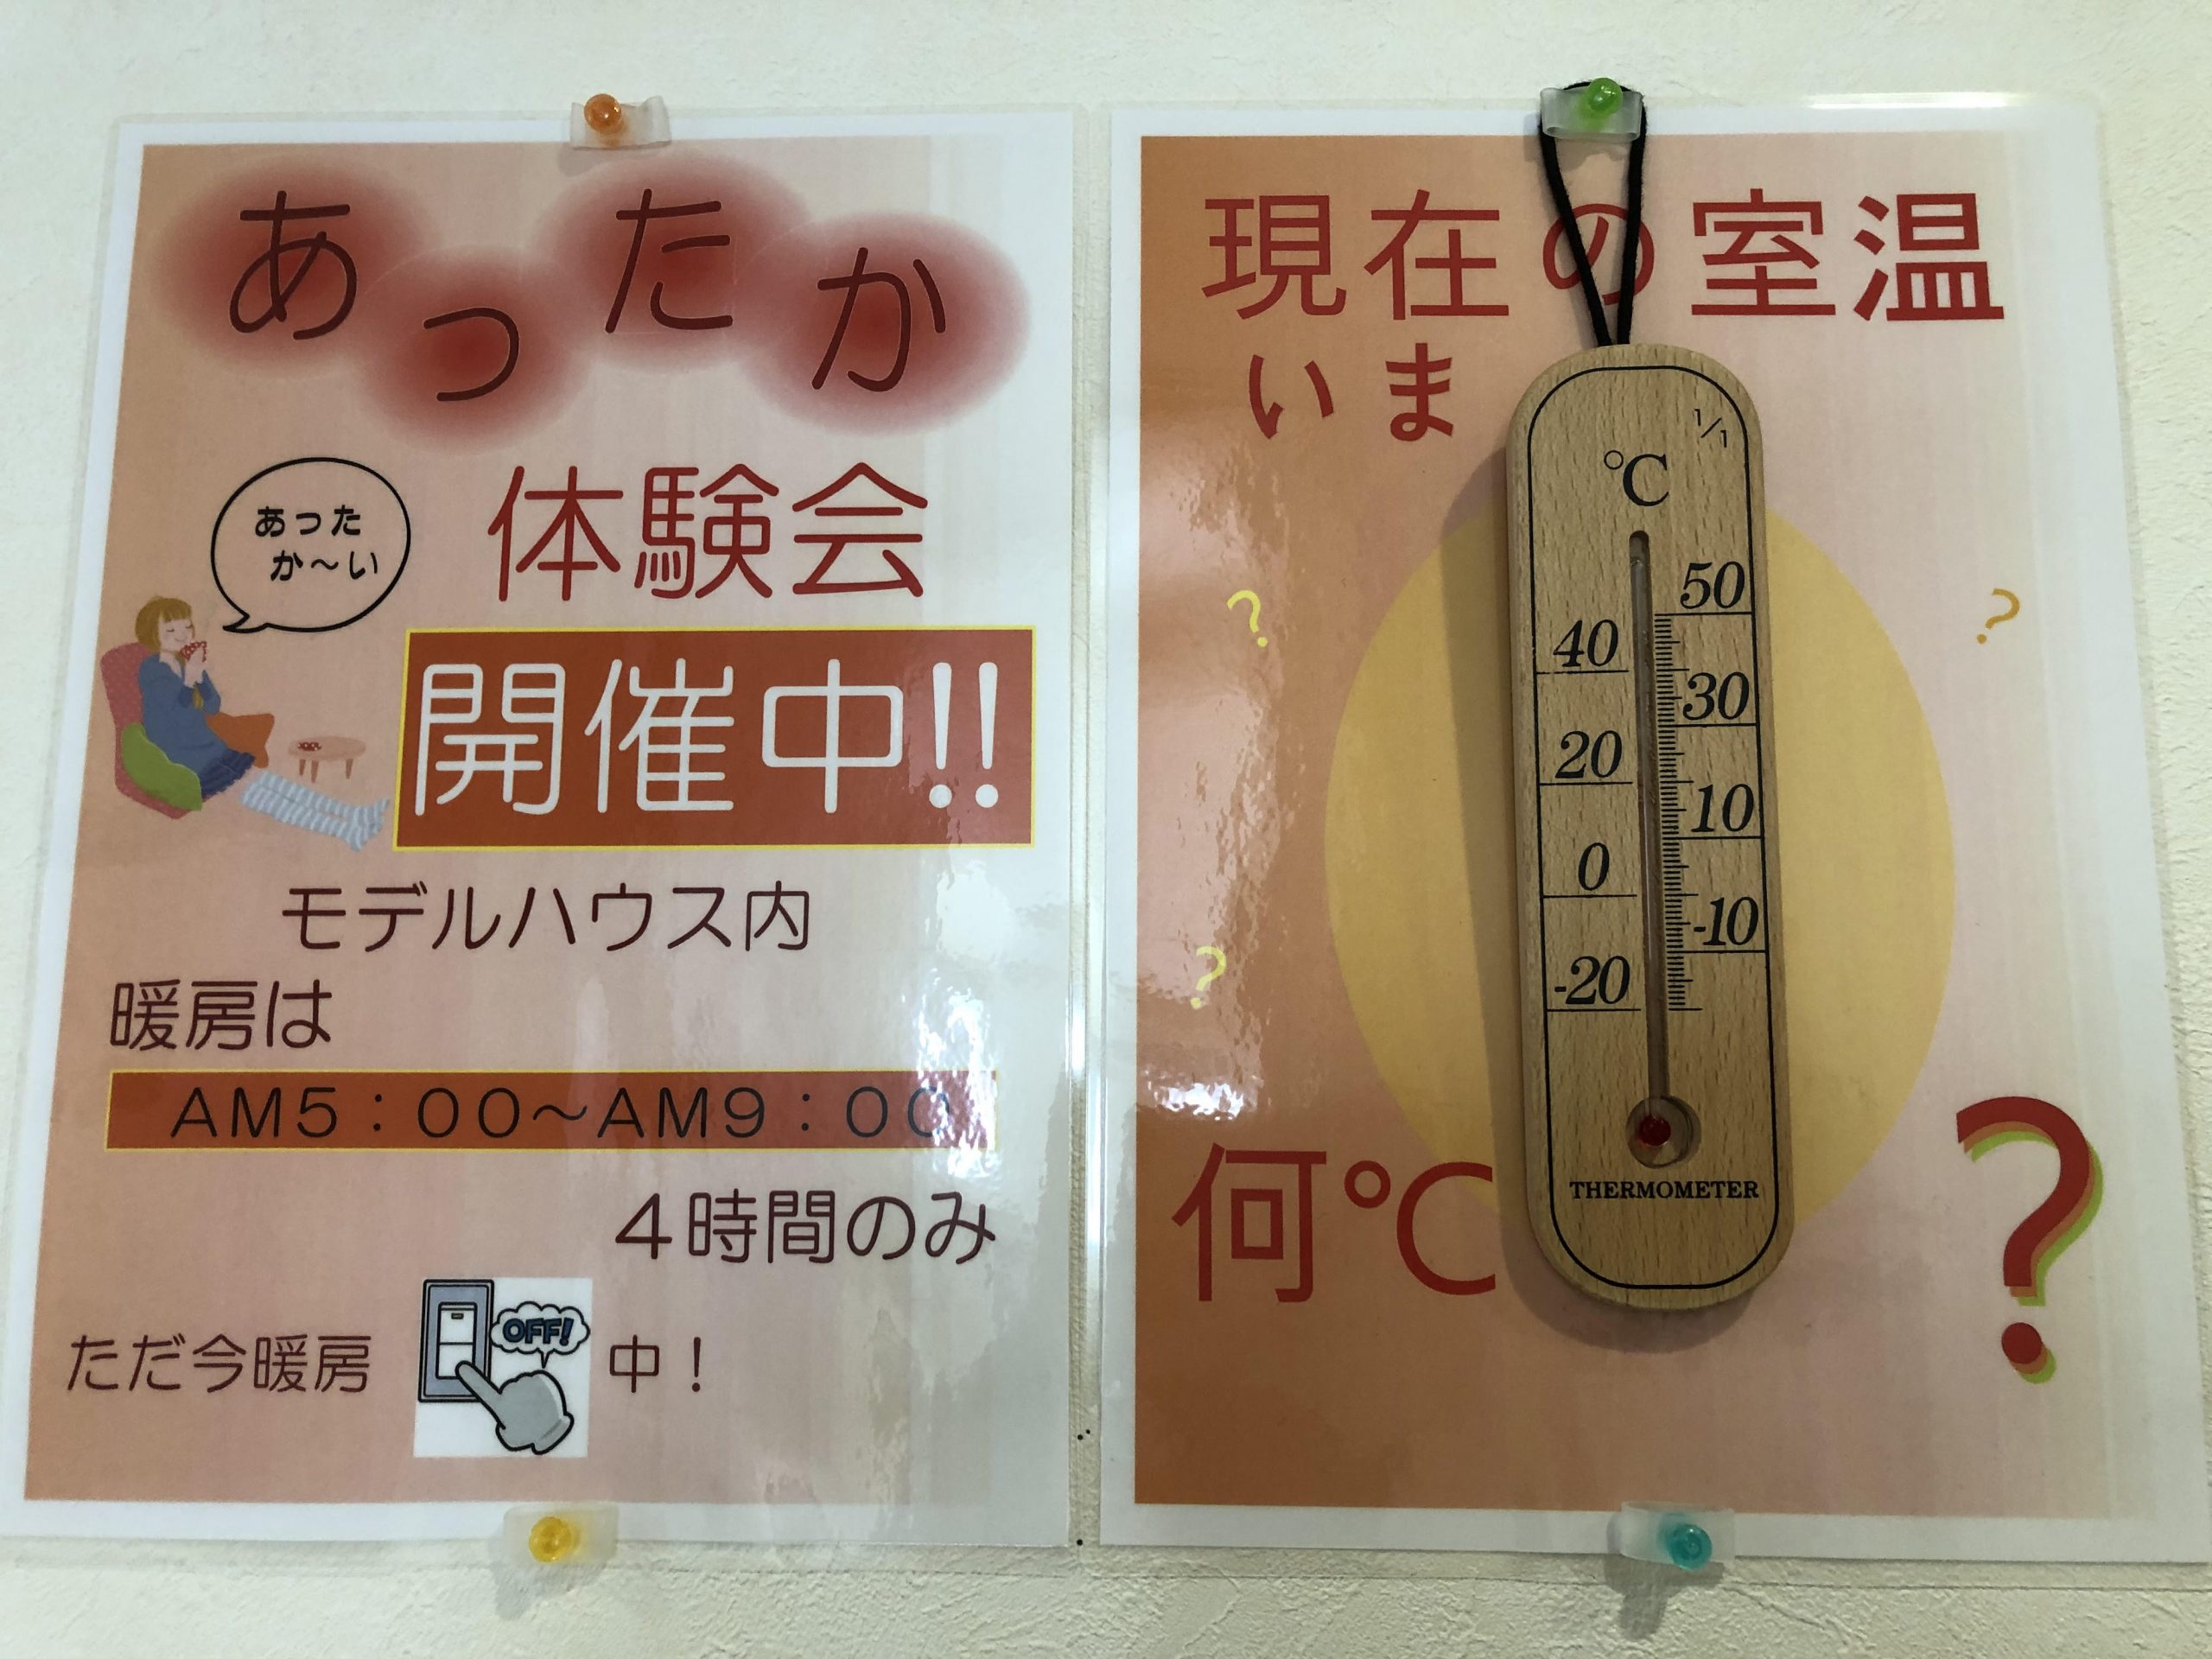 あったか
あった
か～い
体験会
開催中!!
モデルハウス内
暖房は
AM5：00～AM9：00
4時間のみ
ただ今暖房
OFF!
中！
現在の室温
いま
1/1
℃
50
40
30
20
10
0
-10
-20
THERMOMETER
何℃
?
?
?
?